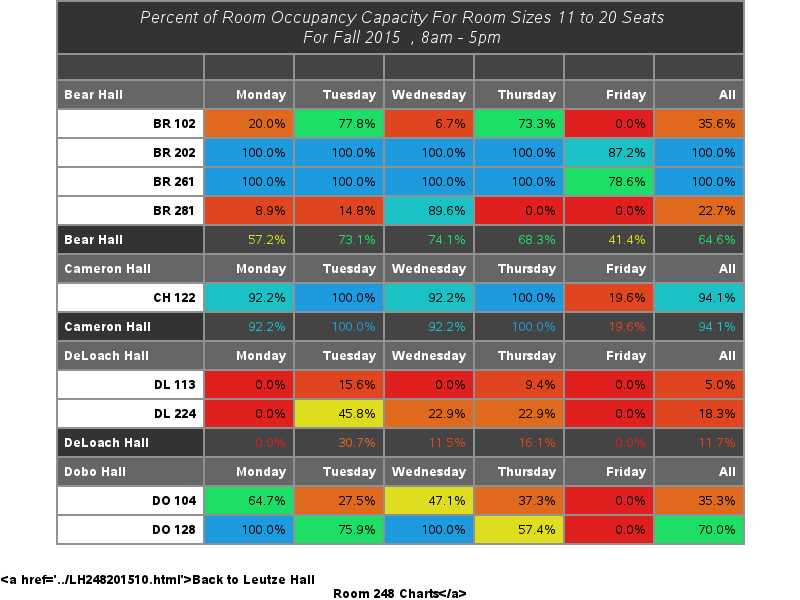 Percent of Room Occupancy Capacity For Room Sizes 11 to 20 Seats
For Fall 2015 , 8am - 5pm
Bear Hall Monday Tuesday Wednesday Thursday Friday All
BR 102 20.0% 77.8% 6.7% 73.3% 0.0% 35.6%
BR 202 100.0% 100.0% 100.0% 100.0% 87.2% 100.0%
BR 261 100.0% 100.0% 100.0% 100.0% 78.6% 100.0%
BR 281 8.9% 14.8% 89.6% 0.0% 0.0% 22.7%
Bear Hall 57.2% 73.1% 74.1% 68.3% 41.4% 64.6%
Cameron Hall Monday Tuesday Wednesday Thursday Friday All
CH 122 92.2% 100.0% 92.2% 100.0% 19.6% 94.1%
Cameron Hall 92.2% 100.0% 92.2% 100.0% 19.6% 94.1%
DeLoach Hall Monday Tuesday Wednesday Thursday Friday All
DL 113 0.0% 15.6% 0.0% 9.4% 0.0% 5.0%
DL 224 0.0% 45.8% 22.9% 22.9% 0.0% 18.3%
DeLoach Hall 0.0% 30.7% 11.5% 16.1% 0.0% 11.7%
Dobo Hall Monday Tuesday Wednesday Thursday Friday All
DO 104 64.7% 27.5% 47.1% 37.3% 0.0% 35.3%
DO 128 100.0% 75.9% 100.0% 57.4% 0.0% 70.0%
&lt;a href='../LH248201510.html'&gt;Back to Leutze Hall
Room 248 Charts&lt;/a&gt;